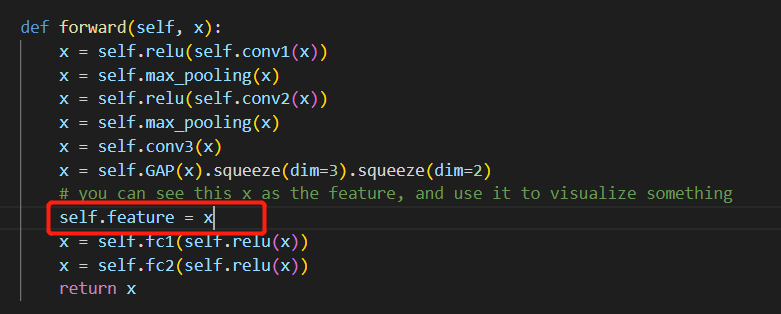 def forward(self, x):
    x = self.relu(self.conv1(x))
    x = self.max_pooling(x)
    x = self.relu(self.conv2(x))
    x = self.max_pooling(x)
    x = self.conv3(x)
    x = self.GAP(x).squeeze(dim=3).squeeze(dim=2)
    # you can see this x as the feature, and use it to visualize something
    self.feature = x
    x = self.fc1(self.relu(x))
    x = self.fc2(self.relu(x))
    return x